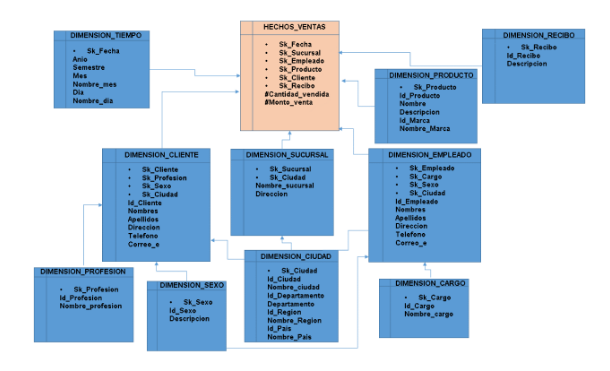 HECHOS_VENTAS
• Sk_Fecha
• Sk_Sucursal
• Sk_Empleado
• Sk_Producto
• Sk_Cliente
• Sk_Recibo
#Cantidad_vendida
#Monto_venta
DIMENSION_TIEMPO
• Sk_Fecha
Anio
Semestre
Mes
Nombre_mes
Dia
Nombre_dia
DIMENSION_RECIBO
• Sk_Recibo
Id_Recibo
Descripcion
DIMENSION_PRODUCTO
• Sk_Producto
Id_Producto
Nombre
Descripcion
Id_Marca
Nombre_Marca
DIMENSION_CLIENTE
• Sk_Cliente
• Sk_Profesion
• Sk_Sexo
• Sk_Ciudad
Id_Cliente
Nombres
Apellidos
Direccion
Telefono
Correo_e
DIMENSION_SUCURSAL
• Sk_Sucursal
• Sk_Ciudad
Nombre_sucursal
Direccion
DIMENSION_EMPLEADO
• Sk_Empleado
• Sk_Cargo
• Sk_Sexo
• Sk_Ciudad
Id_Empleado
Nombres
Apellidos
Direccion
Telefono
Correo_e
DIMENSION_PROFESION
• Sk_Profesion
Id_Profesion
Nombre_profesion
DIMENSION_SEXO
• Sk_Sexo
Id_Sexo
Descripcion
DIMENSION_CIUDAD
• Sk_Ciudad
Id_Ciudad
Nombre_ciudad
Id_Departamento
Departamento
Id_Region
Nombre_Region
Id_Pais
Nombre_Pais
DIMENSION_CARGO
• Sk_Cargo
Id_Cargo
Nombre_cargo